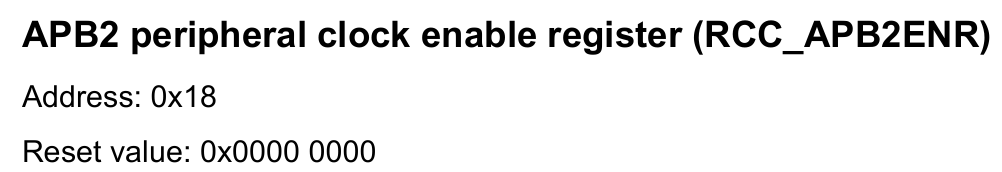 APB2 peripheral clock enable register (RCC_APB2ENR)
Address: 0x18
Reset value: 0x0000 0000